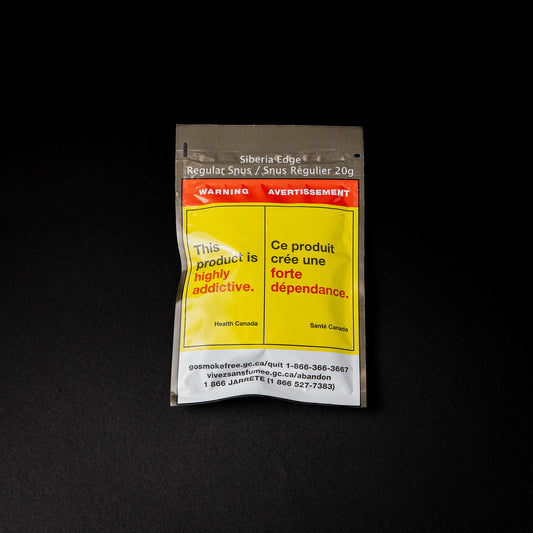 Siberia Edge
Regular Snus / Snus Régulier 20g
WARNING AVERTISSEMENT
This
product is
highly
addictive.
Health Canada
Ce produit
crée une
forte
dépendance.
Santé Canada
gosmokefree.gc.ca/quit 1-866-366-3667
vivezsansfumee.gc.ca/abandon
1 866 JARRETE (1 866 527-7383)